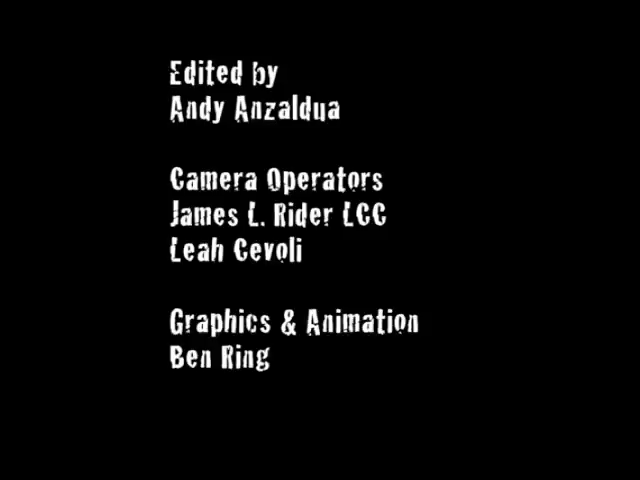 Edited by
Andy Anzaldua
Camera Operators
James L. Rider LCC
Leah Cevoli
Graphics & Animation
Ben Ring